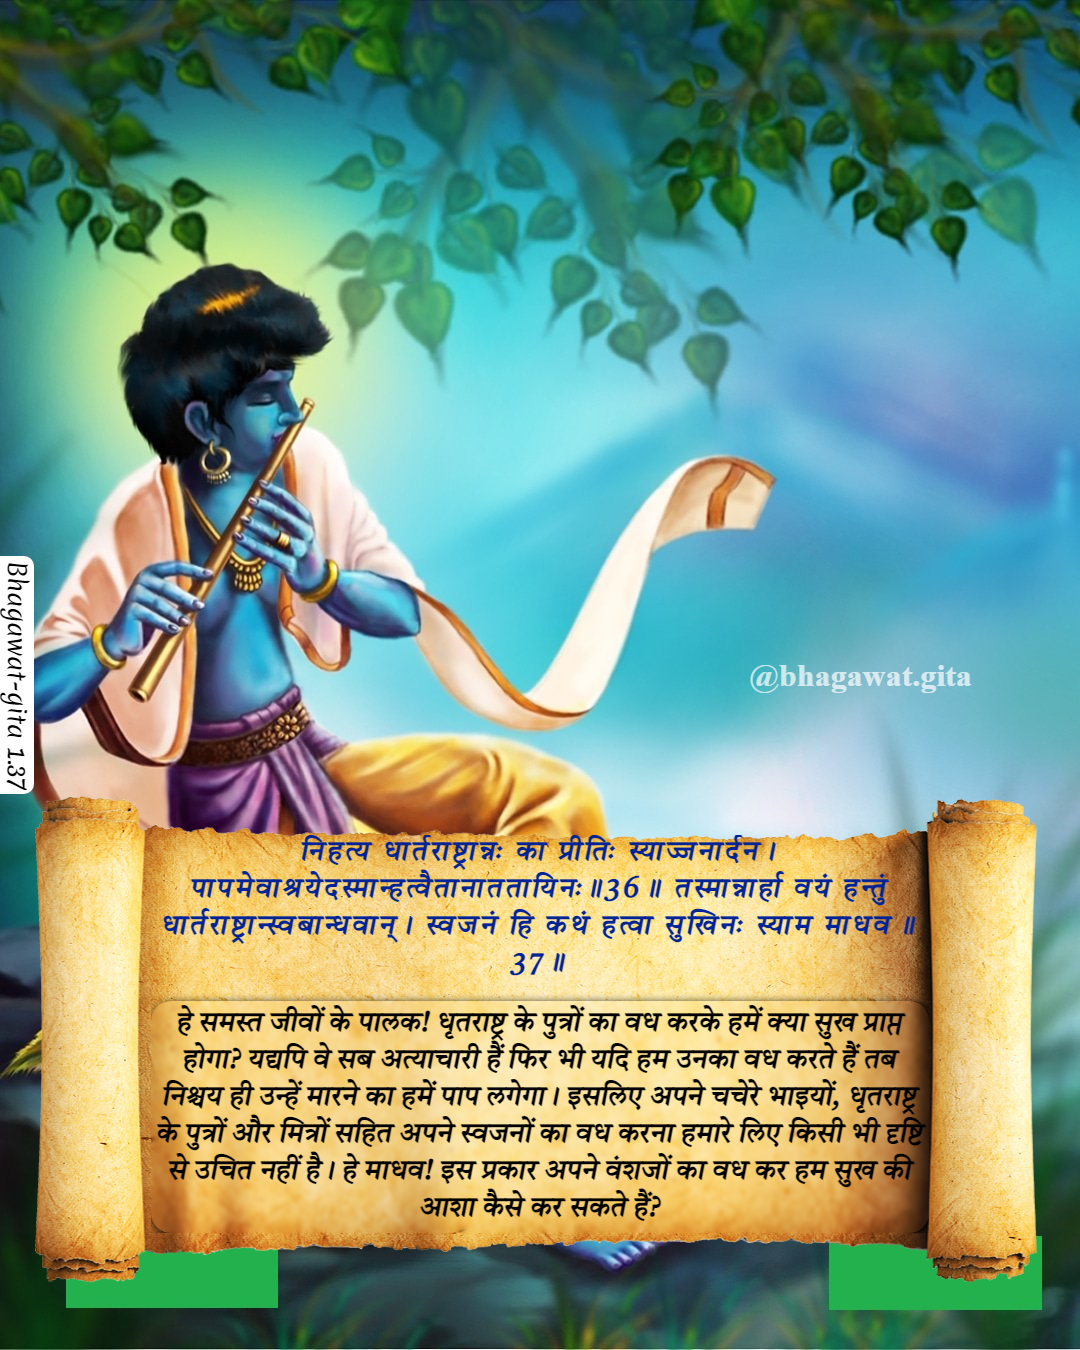 Bhagawat-gita 1.37
@bhagawat.gita
निहत्य धार्तराष्ट्रान्नः का प्रीतिः स्याज्जनार्दन।
पापमेवाश्रयेदस्मान्हत्वैतानाततायिनः॥36॥ तस्मान्नार्हा वयं हन्तुं
धार्तराष्ट्रान्स्वबान्धवान्। स्वजनं हि कथं हत्वा सुखिनः स्याम माधव ॥
37॥
हे समस्त जीवों के पालक! धृतराष्ट्र के पुत्रों का वध करके हमें क्या सुख प्राप्त
होगा? यद्यपि वे सब अत्याचारी हैं फिर भी यदि हम उनका वध करते हैं तब
निश्चय ही उन्हें मारने का हमें पाप लगेगा। इसलिए अपने चचेरे भाइयों, धृतराष्ट्र
के पुत्रों और मित्रों सहित अपने स्वजनों का वध करना हमारे लिए किसी भी दृष्टि
से उचित नहीं है। हे माधव! इस प्रकार अपने वंशजों का वध कर हम सुख की
आशा कैसे कर सकते हैं?